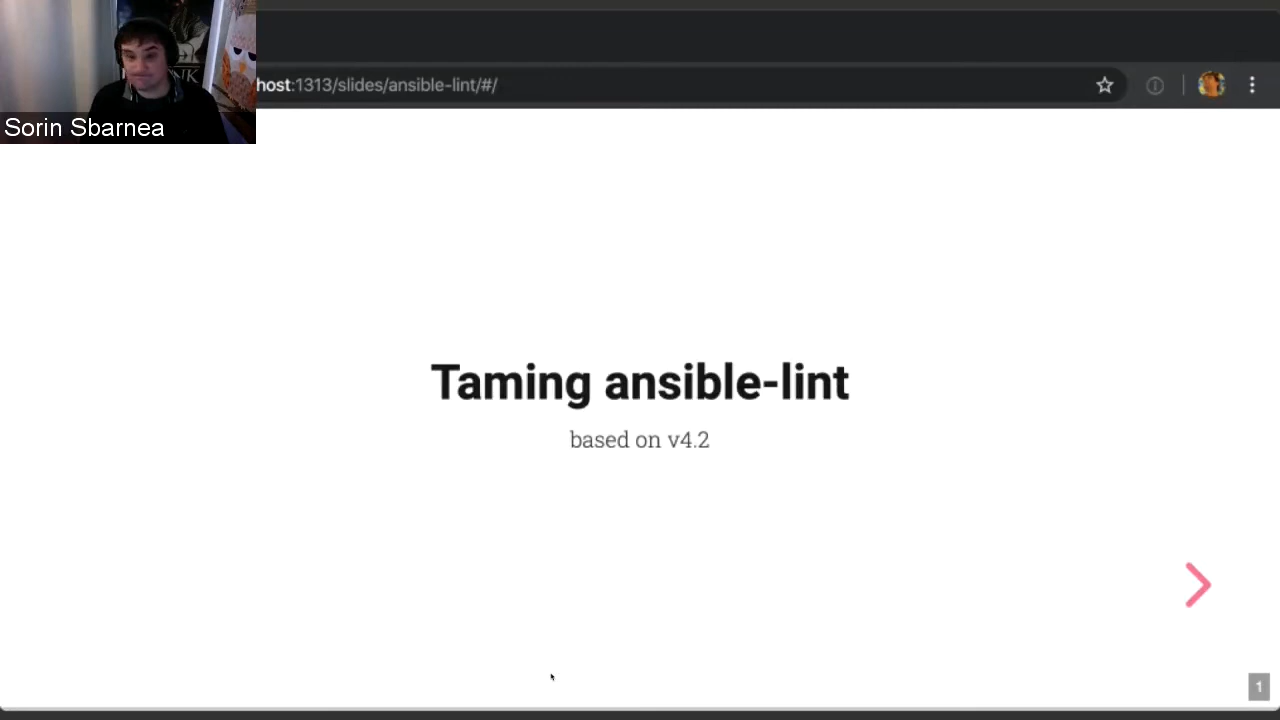 host:1313/slides/ansible-lint/#/
Sorin Sbarnea
Taming ansible-lint
based on v4.2
1